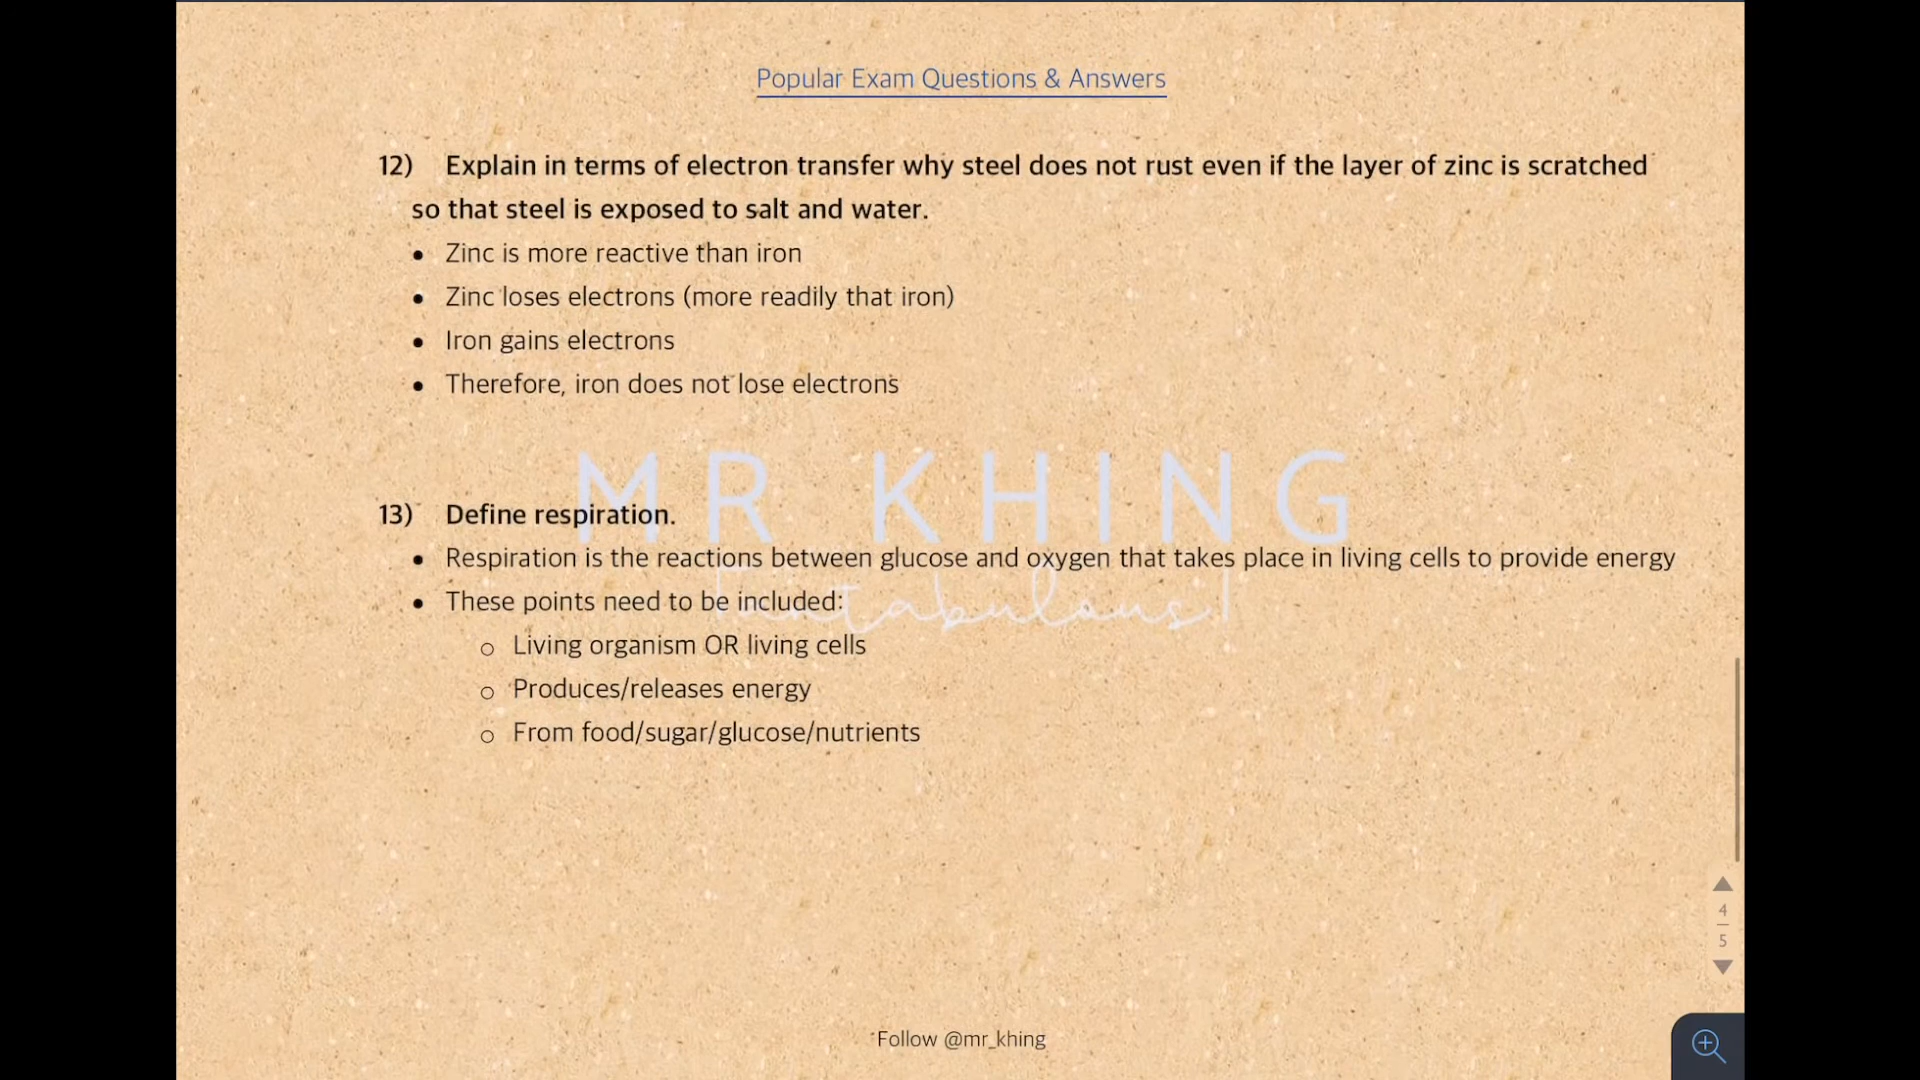 Popular Exam Questions & Answers
12) Explain in terms of electron transfer why steel does not rust even if the layer of zinc is scratched
so that steel is exposed to salt and water.
• Zinc is more reactive than iron
• Zinc loses electrons (more readily that iron)
• Iron gains electrons
• Therefore, iron does not lose electrons
MR KHING
13) Define respiration.
• Respiration is the reactions between glucose and oxygen that takes place in living cells to provide energy
Fantabulous!
• These points need to be included:
○ Living organism OR living cells
○ Produces/releases energy
○ From food/sugar/glucose/nutrients
4
5
Follow @mr_khing